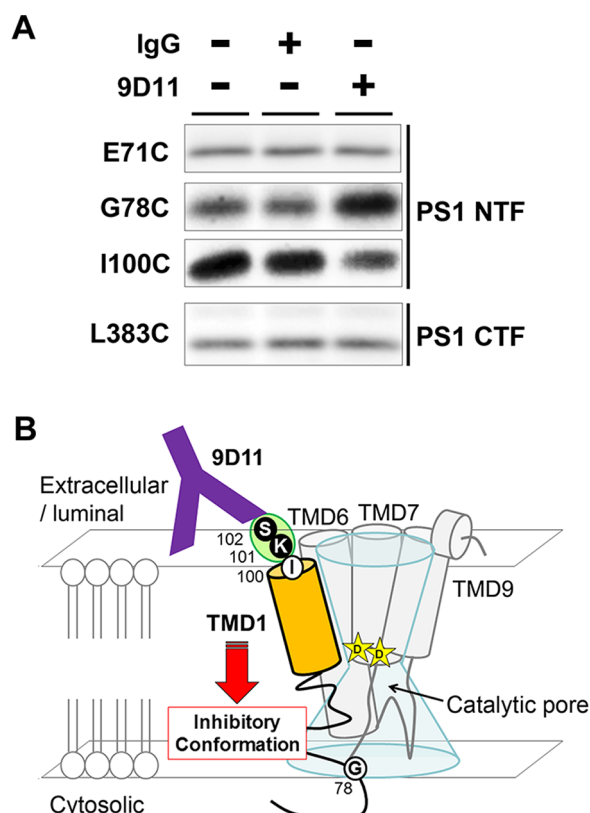 A
IgG - + -
9D11 - - +
E71C
G78C
PS1 NTF
I100C
L383C
PS1 CTF
B
9D11
Extracellular
/ luminal
TMD6
TMD7
S
102
K
101
I
100
TMD9
TMD1
D D
Catalytic pore
Inhibitory
Conformation
G
78
Cytosolic